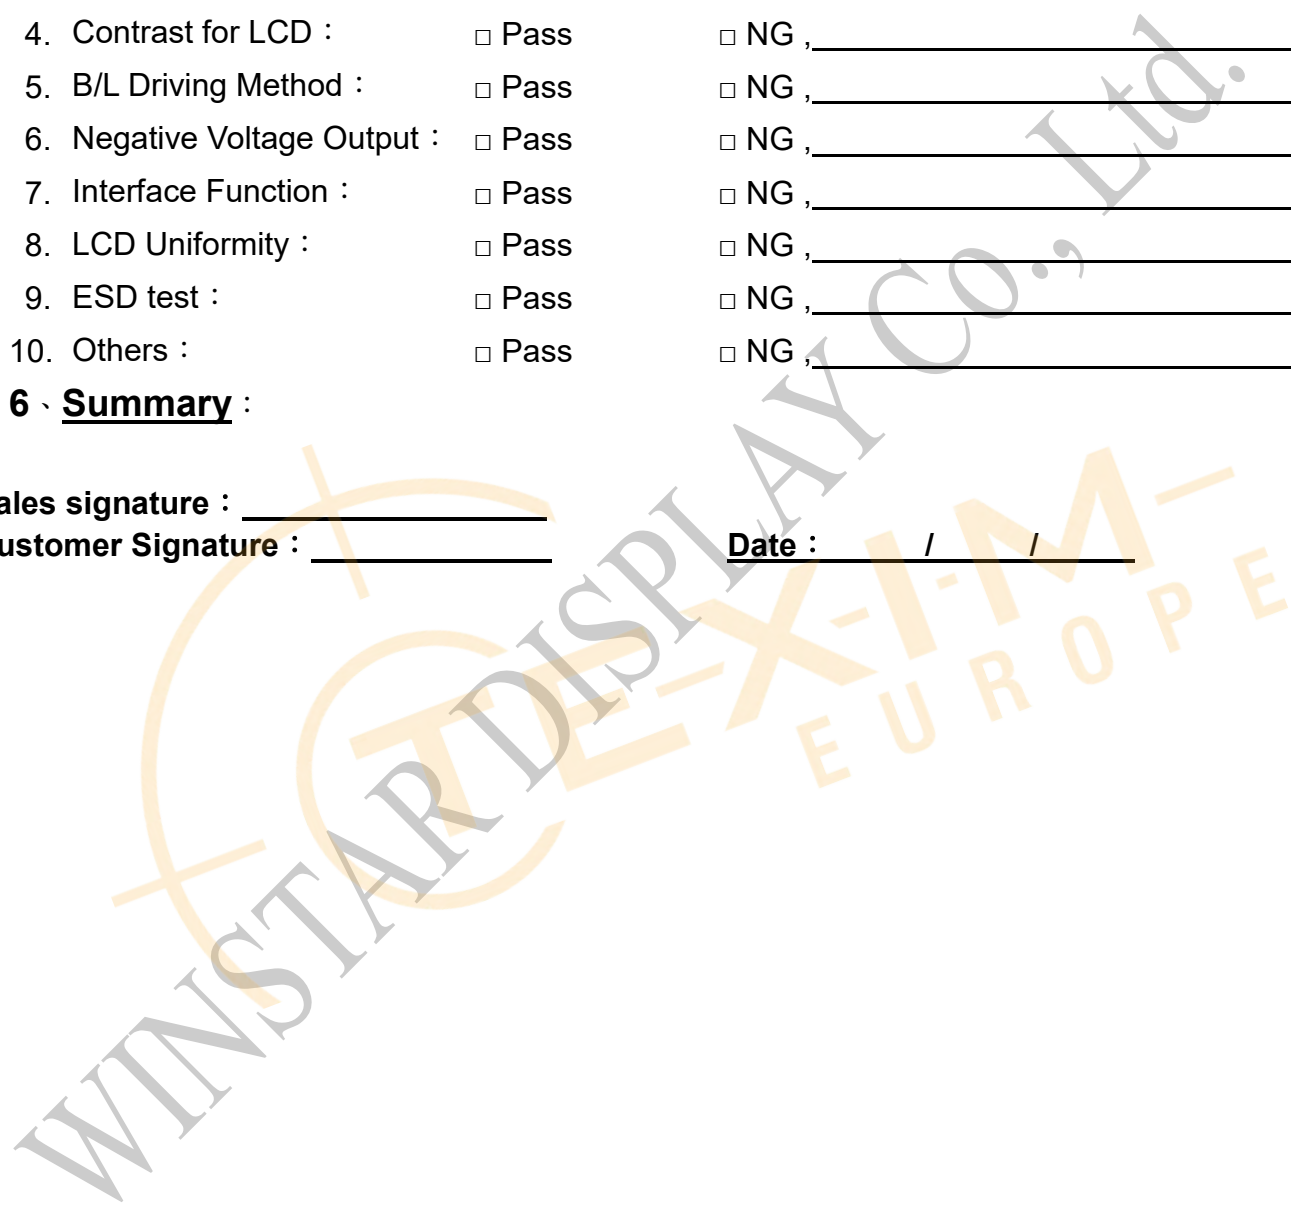 4. Contrast for LCD： □ Pass □ NG ,
5. B/L Driving Method： □ Pass □ NG ,
6. Negative Voltage Output： □ Pass □ NG ,
7. Interface Function： □ Pass □ NG ,
8. LCD Uniformity： □ Pass □ NG ,
9. ESD test： □ Pass □ NG ,
10. Others： □ Pass □ NG ,
6、Summary：
ales signature：
ustomer Signature： Date： / /
WINSTAR DISPLAY Co., Ltd.
TEXIM
EUROPE